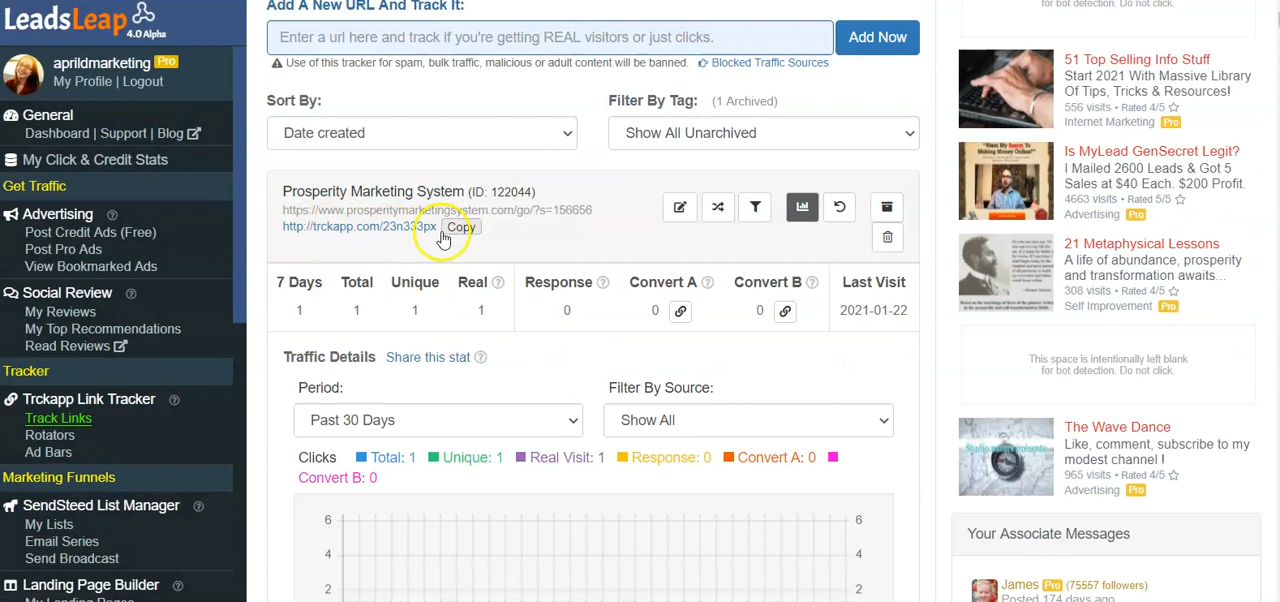 LeadsLeap
4.0 Alpha
aprildmarketing Pro
My Profile | Logout
General
Dashboard | Support | Blog
My Click & Credit Stats
Get Traffic
Advertising
Post Credit Ads (Free)
Post Pro Ads
View Bookmarked Ads
Social Review
My Reviews
My Top Recommendations
Read Reviews
Tracker
Trckapp Link Tracker
Track Links
Rotators
Ad Bars
Marketing Funnels
SendSteed List Manager
My Lists
Email Series
Send Broadcast
Landing Page Builder
Add A New URL And Track It:
Enter a url here and track if you're getting REAL visitors or just clicks.
Add Now
Use of this tracker for spam, bulk traffic, malicious or adult content will be banned. Blocked Traffic Sources
Sort By:
Filter By Tag: (1 Archived)
Date created
Show All Unarchived
Prosperity Marketing System (ID: 122044)
https://www.prosperitymarketingsystem.com/go/?s=156656
http://trckapp.com/23n333px Copy
7 Days Total Unique Real Response Convert A Convert B Last Visit
1 1 1 1 0 0 0 2021-01-22
Traffic Details Share this stat
Period:
Filter By Source:
Past 30 Days
Show All
Clicks Total: 1 Unique: 1 Real Visit: 1 Response: 0 Convert A: 0
Convert B: 0
6 6
4 4
2 2
for bot detection. Do not click.
51 Top Selling Info Stuff
Start 2021 With Massive Library
Of Tips, Tricks & Resources!
556 visits • Rated 4/5
Internet Marketing Pro
Is MyLead GenSecret Legit?
I Mailed 2600 Leads & Got 5
Sales at $40 Each. $200 Profit.
4663 visits • Rated 5/5
Advertising Pro
21 Metaphysical Lessons
A life of abundance, prosperity
and transformation awaits...
308 visits • Rated 4/5
Self Improvement Pro
This space is intentionally left blank
for bot detection. Do not click.
The Wave Dance
Like, comment, subscribe to my
modest channel !
965 visits • Rated 4/5
Advertising Pro
Your Associate Messages
James Pro (75557 followers)
Posted 174 days ago